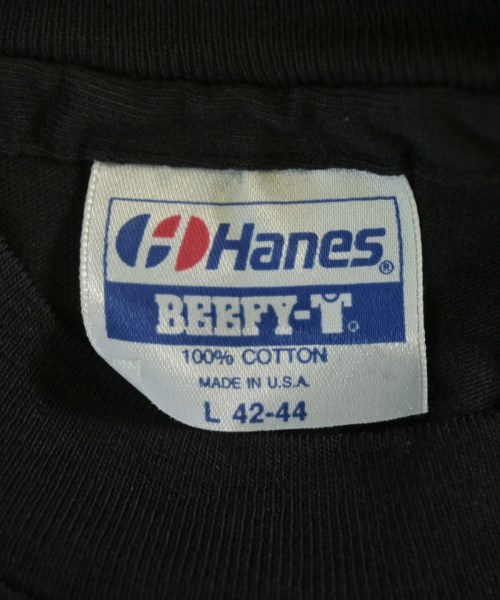 Hanes®
BEEFY-T®
100% COTTON
MADE IN U.S.A.
L 42-44